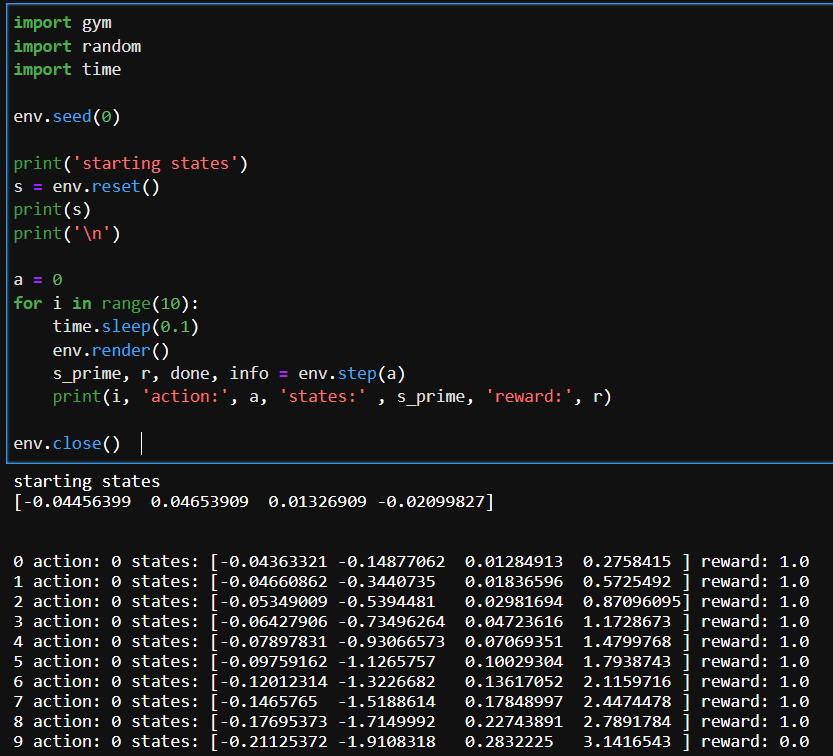 import gym
import random
import time
env.seed(0)
print('starting states')
s = env.reset()
print(s)
print('\n')
a = 0
for i in range(10):
    time.sleep(0.1)
    env.render()
    s_prime, r, done, info = env.step(a)
    print(i, 'action:', a, 'states:' , s_prime, 'reward:', r)
env.close()
starting states
[-0.04456399  0.04653909  0.01326909 -0.02099827]
0 action: 0 states: [-0.04363321 -0.14877062  0.01284913  0.2758415 ] reward: 1.0
1 action: 0 states: [-0.04660862 -0.3440735   0.01836596  0.5725492 ] reward: 1.0
2 action: 0 states: [-0.05349009 -0.5394481   0.02981694  0.87096095] reward: 1.0
3 action: 0 states: [-0.06427906 -0.73496264  0.04723616  1.1728673 ] reward: 1.0
4 action: 0 states: [-0.07897831 -0.93066573  0.07069351  1.4799768 ] reward: 1.0
5 action: 0 states: [-0.09759162 -1.1265757   0.10029304  1.7938743 ] reward: 1.0
6 action: 0 states: [-0.12012314 -1.3226682   0.13617052  2.1159716 ] reward: 1.0
7 action: 0 states: [-0.1465765  -1.5188614   0.17848997  2.4474478 ] reward: 1.0
8 action: 0 states: [-0.17695373 -1.7149992   0.22743891  2.7891784 ] reward: 1.0
9 action: 0 states: [-0.21125372 -1.9108318   0.2832225   3.1416543 ] reward: 0.0